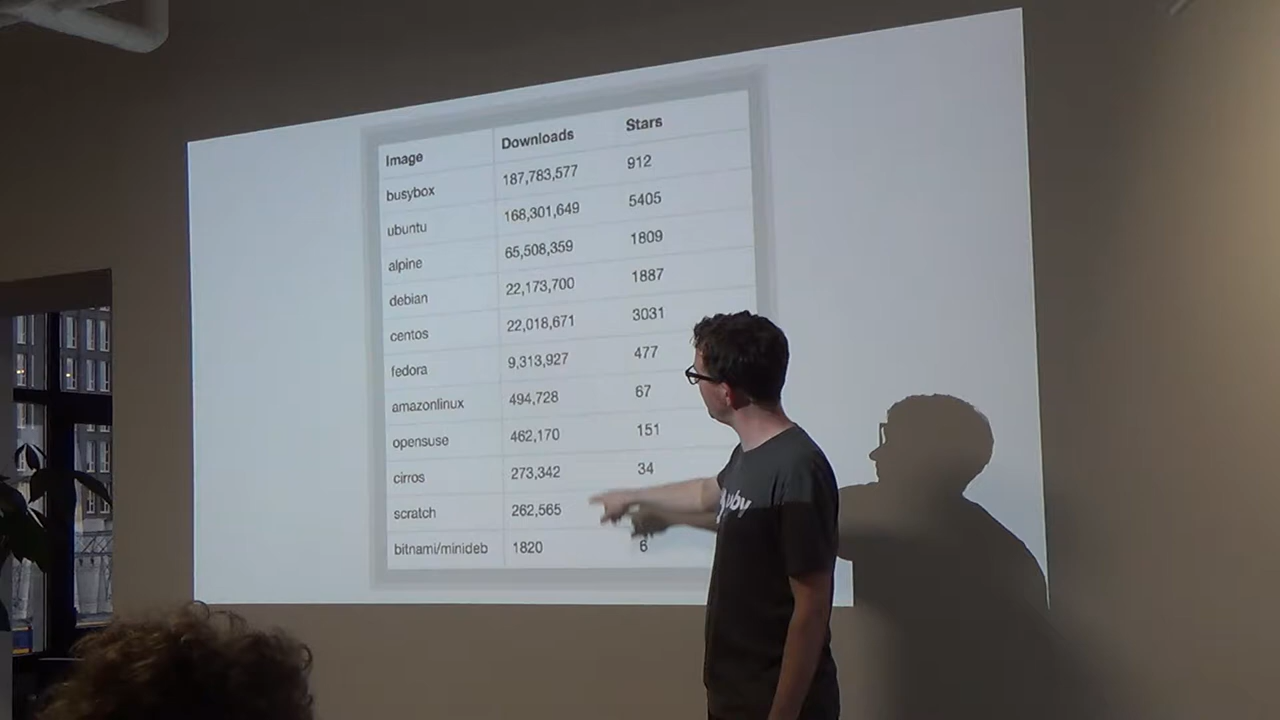 Image Downloads Stars
busybox 187,783,577 912
ubuntu 168,301,649 5405
alpine 65,508,359 1809
debian 22,173,700 1887
centos 22,018,671 3031
fedora 9,313,927 477
amazonlinux 494,728 67
opensuse 462,170 151
cirros 273,342 34
scratch 262,565
bitnami/minideb 1820 6